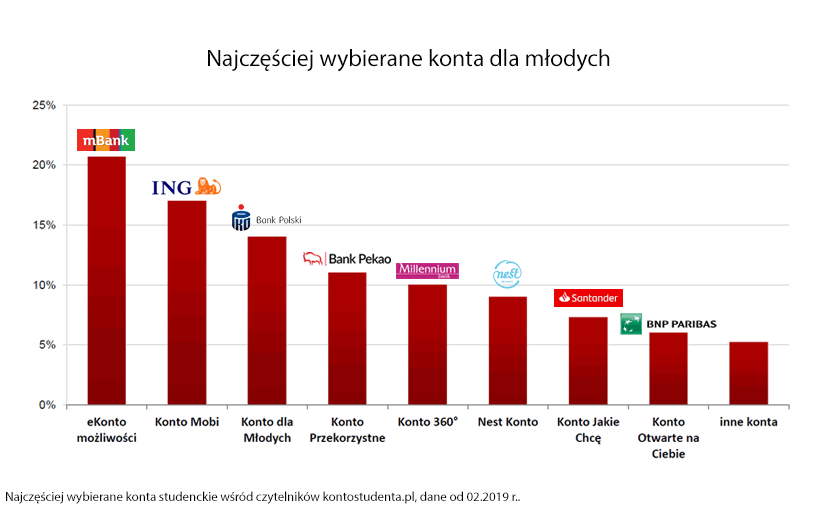 Najczęściej wybierane konta dla młodych
25%
20%
15%
10%
5%
0%
mBank
ING
Bank Polski
Bank Pekao
Millennium
bank
nest
Santander
BNP PARIBAS
eKonto
możliwości
Konto Mobi
Konto dla
Młodych
Konto
Przekorzystne
Konto 360°
Nest Konto
Konto Jakie
Chcę
Konto
Otwarte na
Ciebie
inne konta
Najczęściej wybierane konta studenckie wśród czytelników kontostudenta.pl, dane od 02.2019 r..